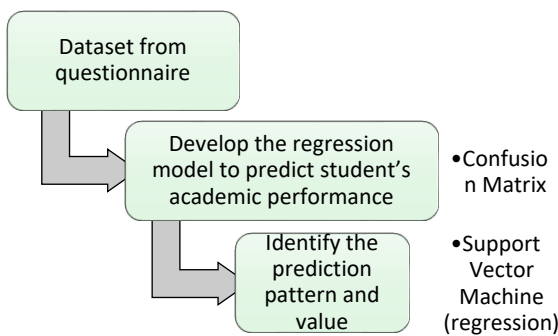 Dataset from
questionnaire
Develop the regression
model to predict student's
academic performance
•Confusio
n Matrix
Identify the
prediction
pattern and
value
•Support
Vector
Machine
(regression)